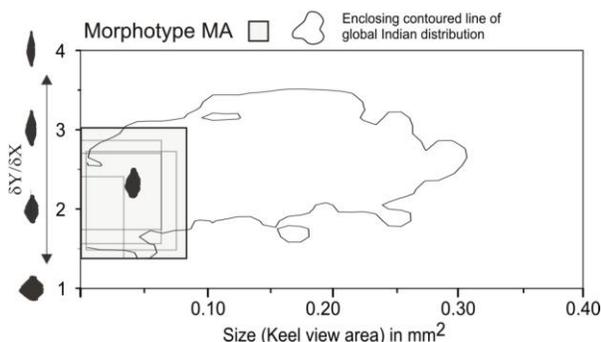 Morphotype MA
Enclosing contoured line of
global Indian distribution
4
3
2
1
δY/δX
0.10 0.20 0.30 0.40
Size (Keel view area) in mm²